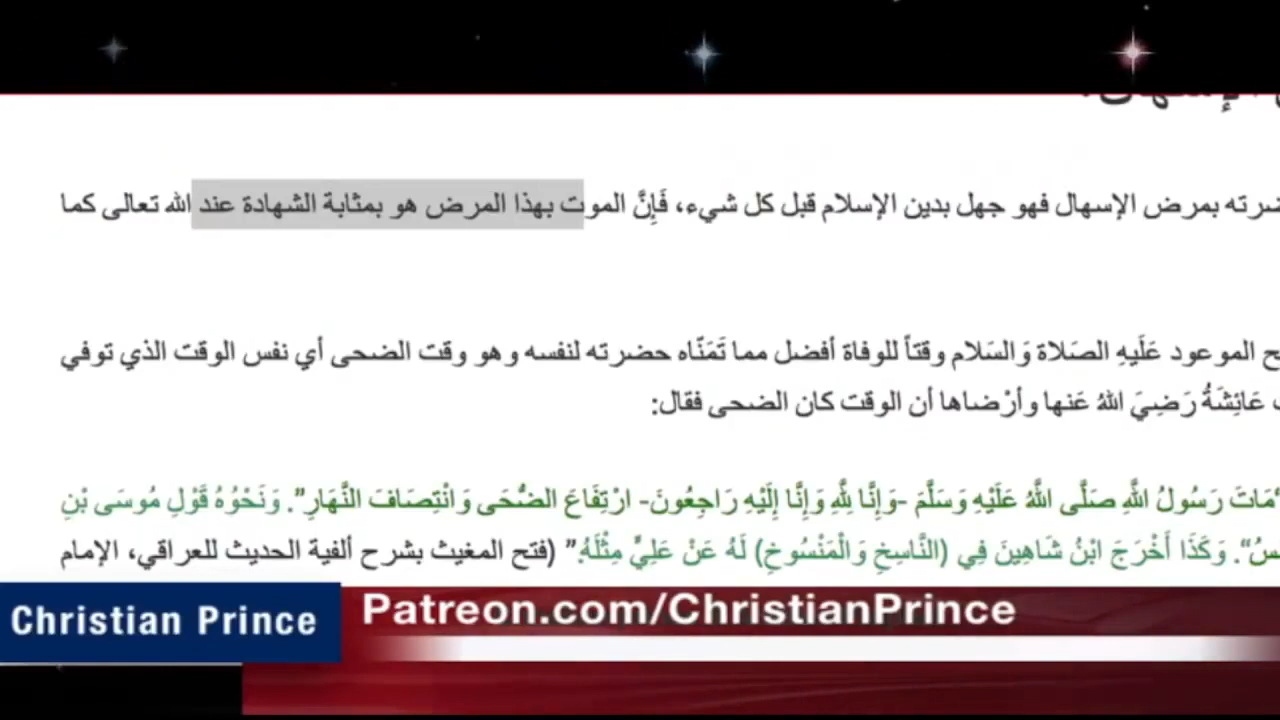 ضرته بمرض الإسهال فهو جهل بدين الإسلام قبل كل شيء، فَإِنَّ الموت بهذا المرض هو بمثابة الشهادة عند الله تعالى كما
الموعود عَلَيهِ الصَلاة وَالسَلام وقتاً للوفاة أفضل مما تَمَنّاه حضرته لنفسه وهو وقت الضحى أي نفس الوقت الذي توفي
عَائِشَةُ رَضِيَ اللهُ عَنها وأرْضاها أن الوقت كان الضحى فقال:
مَاتَ رَسُولُ اللَّهِ صَلَّى اللَّهُ عَلَيْهِ وَسَلَّمَ -وَإِنَّا لِلَّهِ وَإِنَّا إِلَيْهِ رَاجِعُونَ- ارْتِفَاعَ الضُّحَى وَانْتِصَافَ النَّهَارِ”. وَنَحْوُهُ قَوْلِ مُوسَى بْنِ
“. وَكَذَا أَخْرَجَ ابْنُ شَاهِينَ فِي (النَّاسِخِ وَالْمَنْسُوخِ) لَهُ عَنْ عَلِيٍّ مِثْلَهُ.” (فتح المغيث بشرح ألفية الحديث للعراقي، الإمام
Christian Prince
Patreon.com/ChristianPrince